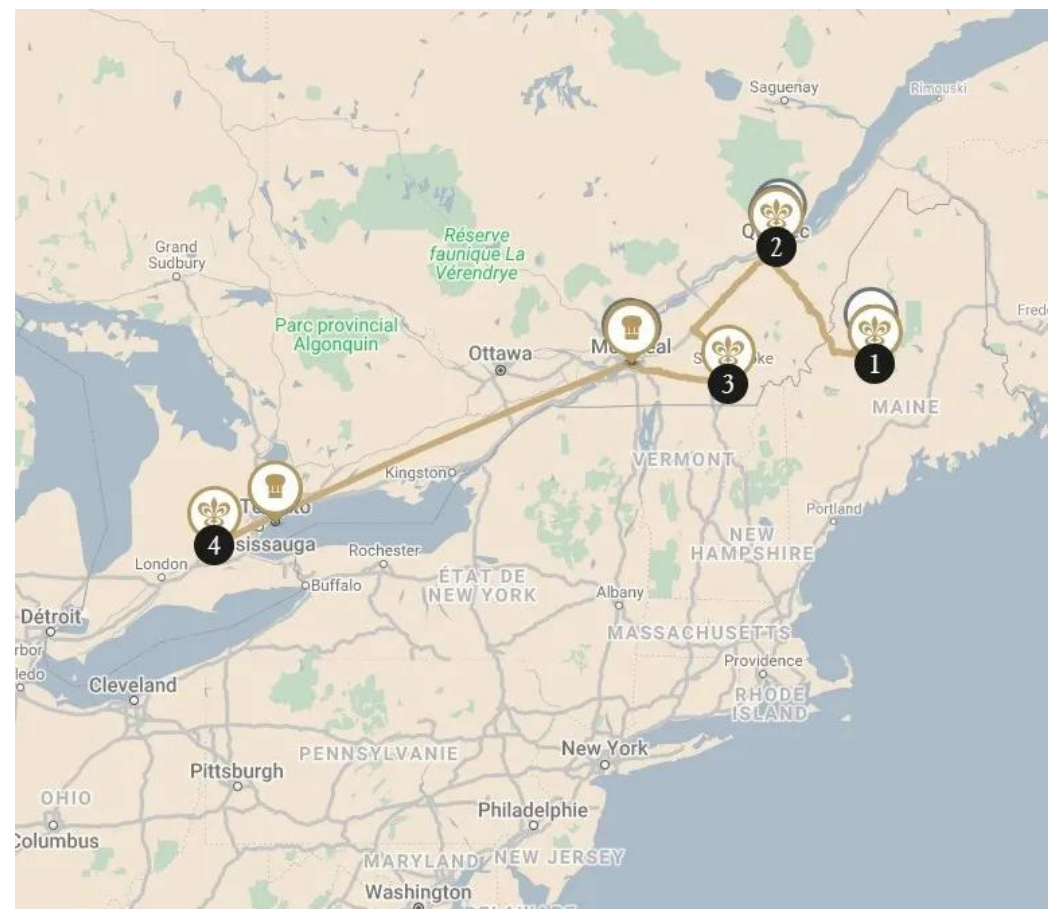 Saguenay
Rimouski
2
Réserve
faunique La
Vérendrye
Grand
Sudbury
Parc provincial
Algonquin
Ottawa
3
1
MAINE
VERMONT
Kingston
Portland
NEW
HAMPSHIRE
4
London
Rochester
Buffalo
ÉTAT DE
NEW YORK
Albany
Détroit
MASSACHUSETTS
Providence
Cleveland
RHODE
ISLAND
PENNSYLVANIE
New York
Pittsburgh
OHIO
Philadelphie
Columbus
MARYLAND
NEW JERSEY
Washington